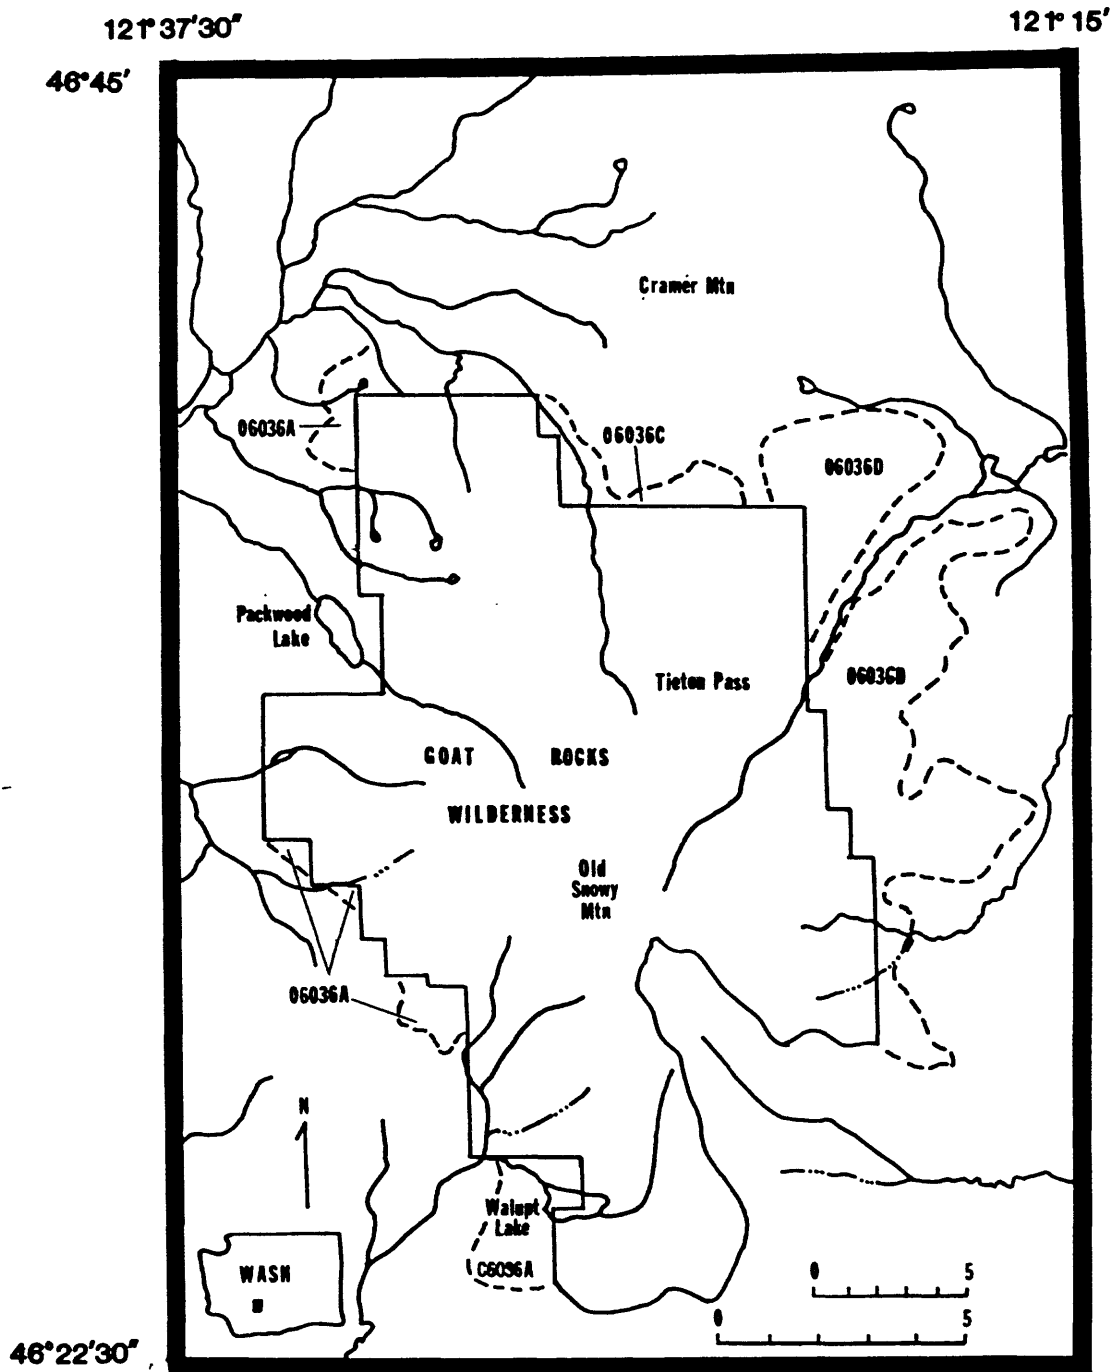 121°37'30"
121°15'
46°45'
Cramer Mtn
06036A
06036C
06036D
Packwood
Lake
Tieton Pass
06036D
GOAT ROCKS
WILDERNESS
Old
Snowy
Mtn
06036A
N
Walupt
Lake
C6036A
WASH
0 5
0 5
46°22'30"